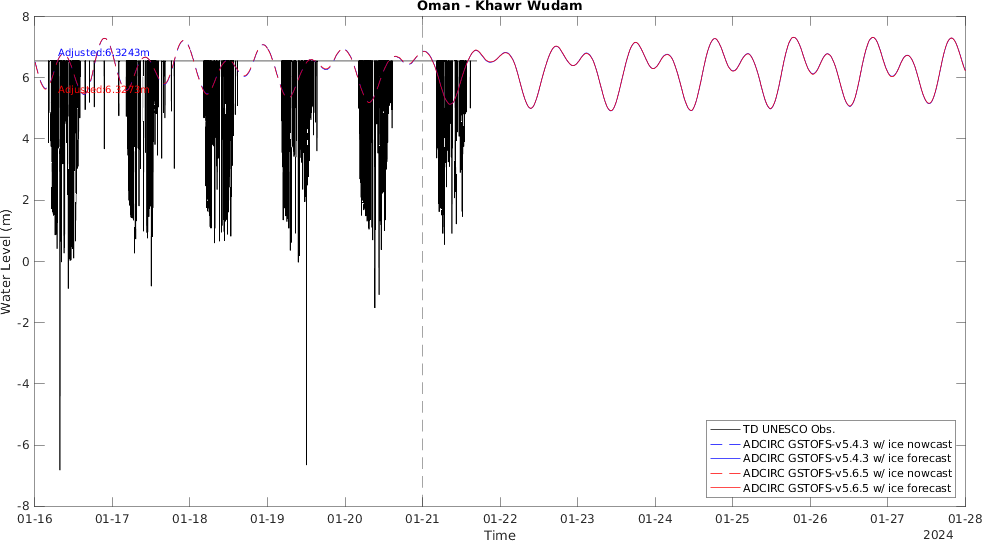 Oman - Khawr Wudam
8
6
4
2
0
-2
-4
-6
-8
Water Level (m)
Adjusted:6.3243m
Adjusted:6.3273m
TD UNESCO Obs.
ADCIRC GSTOFS-v5.4.3 w/ ice nowcast
ADCIRC GSTOFS-v5.4.3 w/ ice forecast
ADCIRC GSTOFS-v5.6.5 w/ ice nowcast
ADCIRC GSTOFS-v5.6.5 w/ ice forecast
01-16 01-17 01-18 01-19 01-20 01-21 01-22 01-23 01-24 01-25 01-26 01-27 01-28
Time
2024